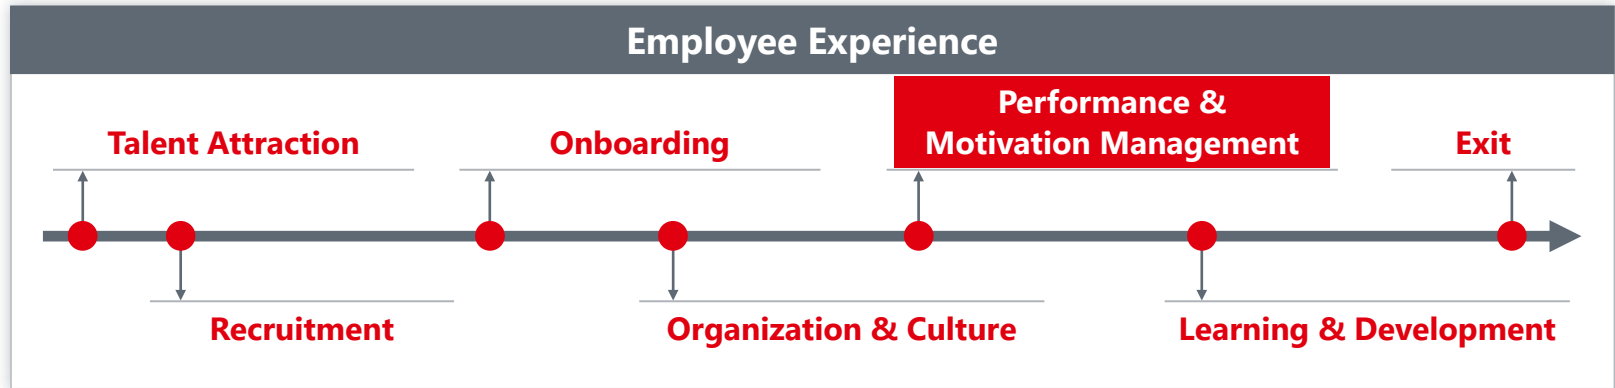 Employee Experience
Performance &
Motivation Management
Talent Attraction
Onboarding
Exit
Recruitment
Organization & Culture
Learning & Development